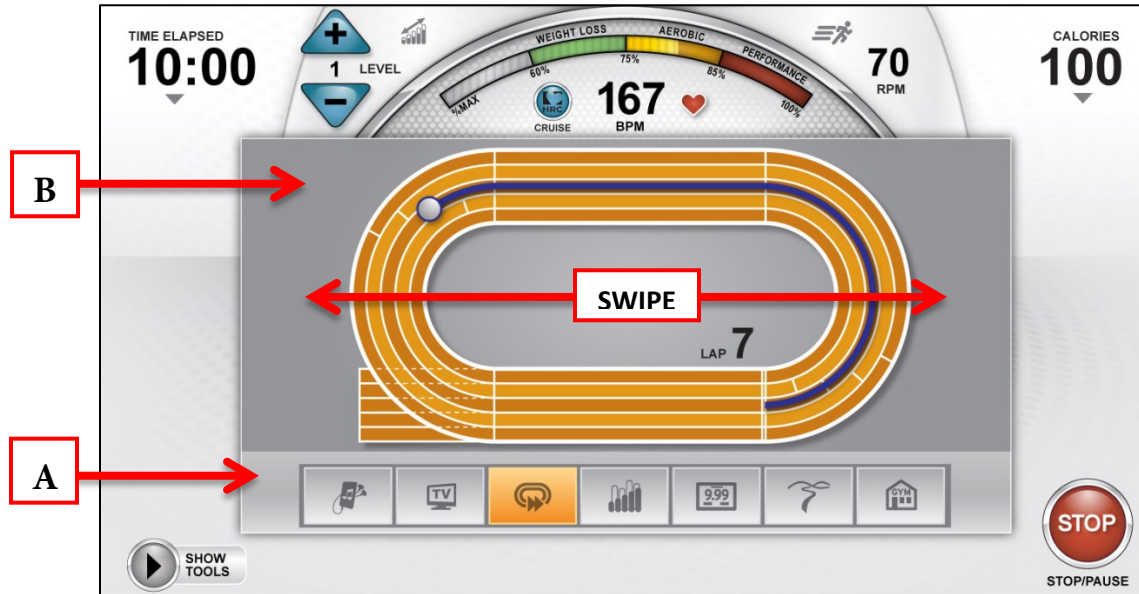 TIME ELAPSED
10:00
1 LEVEL
WEIGHT LOSS
AEROBIC
PERFORMANCE
%MAX
60%
75%
85%
100%
HRC
CRUISE
167
BPM
70
RPM
CALORIES
100
B
SWIPE
LAP 7
A
TV
9.99
GYM
SHOW
TOOLS
STOP
STOP/PAUSE